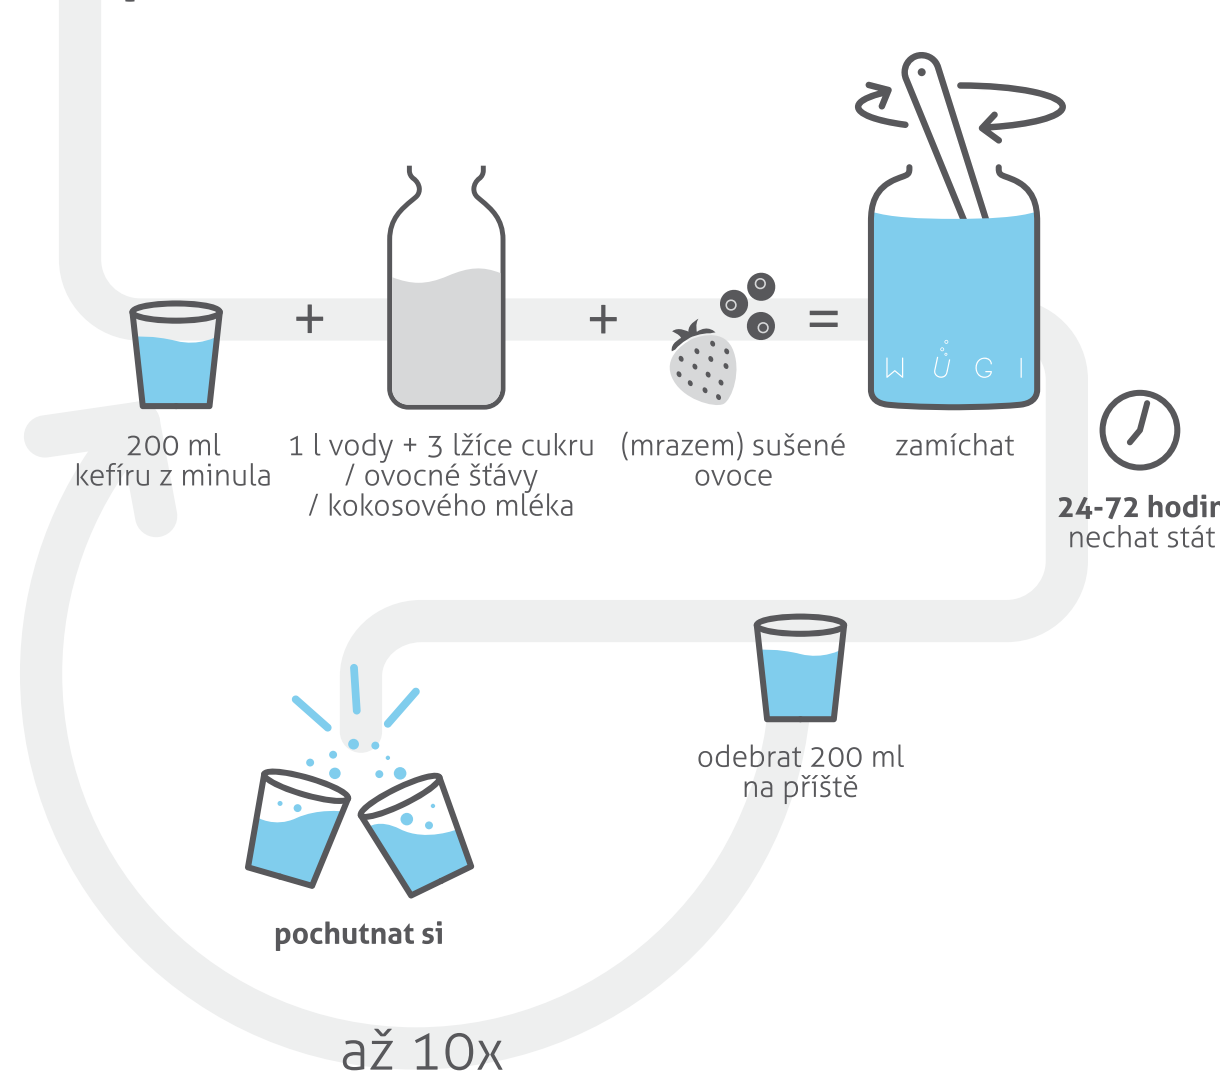 +
+
=
W Ů G I
200 ml
kefíru z minula
1 l vody + 3 lžíce cukru
/ ovocné šťávy
/ kokosového mléka
(mrazem) sušené
ovoce
zamíchat
24-72 hodin
nechat stát
odebrat 200 ml
na příště
pochutnat si
až 10x